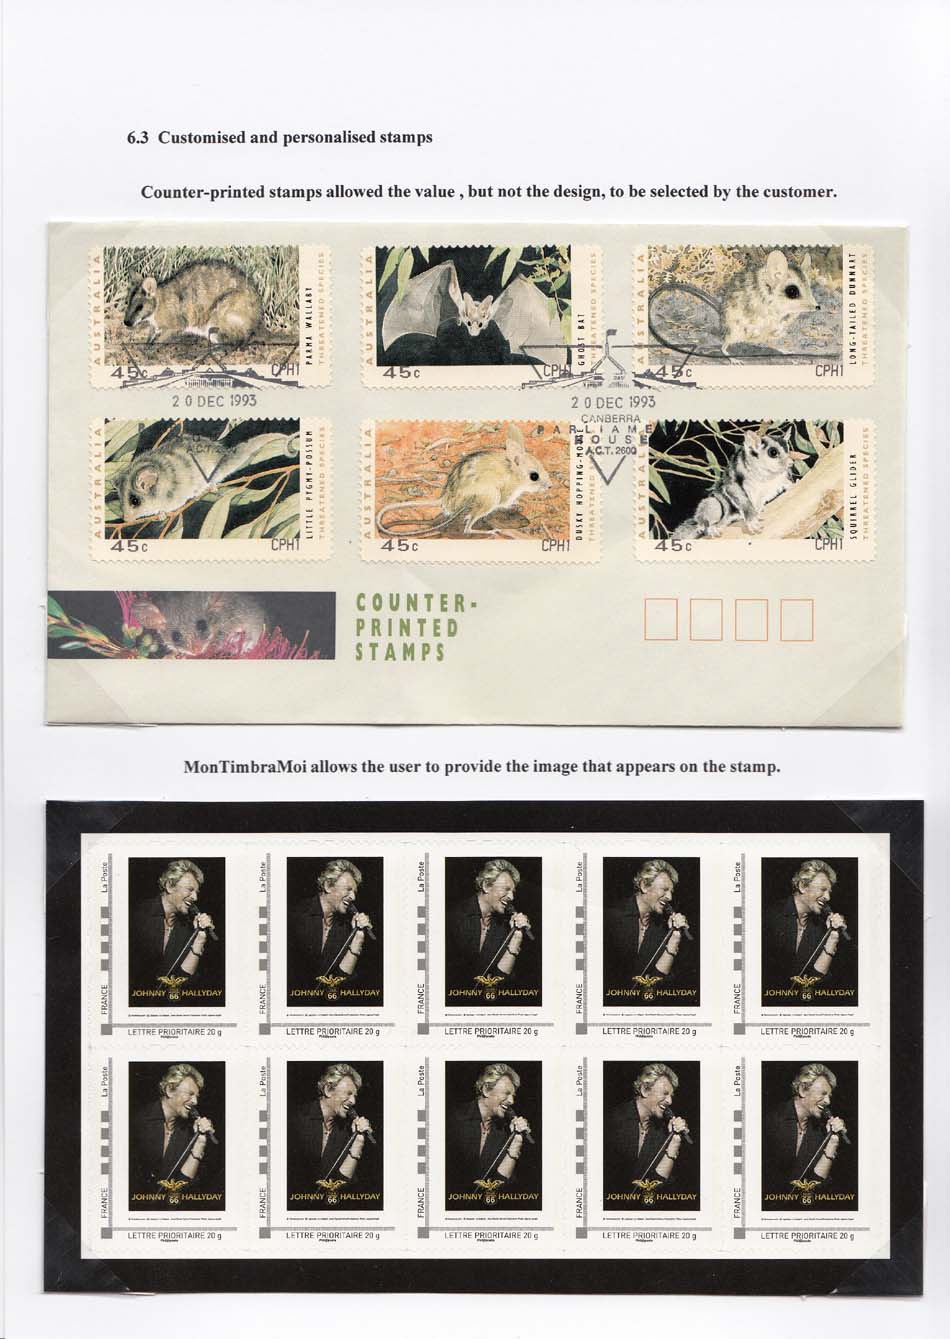 6.3 Customised and personalised stamps
Counter-printed stamps allowed the value , but not the design, to be selected by the customer.
AUSTRALIA
PARMA WALLABY
THREATENED SPECIES
45c CPH1
AUSTRALIA
GHOST BAT
THREATENED SPECIES
45c CPH1
AUSTRALIA
LONG-TAILED DUNNART
THREATENED SPECIES
45c CPH1
20 DEC 1993
20 DEC 1993
CANBERRA
PARLIAME
HOUSE
A.C.T. 2600
AUSTRALIA
LITTLE PYGMY-POSSUM
THREATENED SPECIES
45c CPH1
AUSTRALIA
DUSKY HOPPING-MOUSE
THREATENED SPECIES
45c CPH1
AUSTRALIA
SQUIRREL GLIDER
THREATENED SPECIES
45c CPH1
COUNTER-
PRINTED
STAMPS
MonTimbraMoi allows the user to provide the image that appears on the stamp.
La Poste
FRANCE
JOHNNY 66 HALLYDAY
LETTRE PRIORITAIRE 20 g
La Poste
FRANCE
JOHNNY 66 HALLYDAY
LETTRE PRIORITAIRE 20 g
La Poste
FRANCE
JOHNNY 66 HALLYDAY
LETTRE PRIORITAIRE 20 g
La Poste
FRANCE
JOHNNY 66 HALLYDAY
LETTRE PRIORITAIRE 20 g
La Poste
FRANCE
JOHNNY 66 HALLYDAY
LETTRE PRIORITAIRE 20 g
La Poste
FRANCE
JOHNNY 66 HALLYDAY
LETTRE PRIORITAIRE 20 g
La Poste
FRANCE
JOHNNY 66 HALLYDAY
LETTRE PRIORITAIRE 20 g
La Poste
FRANCE
JOHNNY 66 HALLYDAY
LETTRE PRIORITAIRE 20 g
La Poste
FRANCE
JOHNNY 66 HALLYDAY
LETTRE PRIORITAIRE 20 g
La Poste
FRANCE
JOHNNY 66 HALLYDAY
LETTRE PRIORITAIRE 20 g